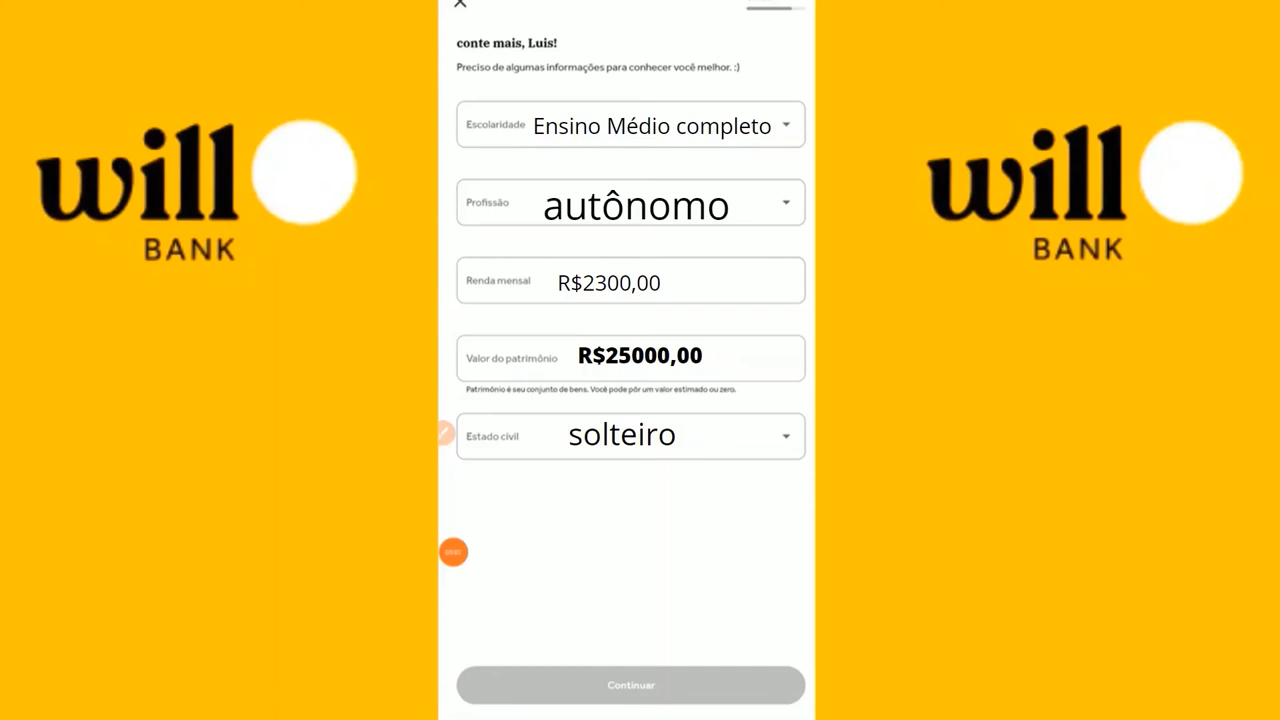 conte mais, Luis!
Preciso de algumas informações para conhecer você melhor. :)
will
BANK
Escolaridade Ensino Médio completo
Profissão autônomo
Renda mensal R$2300,00
Valor do patrimônio R$25000,00
Patrimônio é seu conjunto de bens. Você pode pôr um valor estimado ou zero.
Estado civil solteiro
Continuar
will
BANK